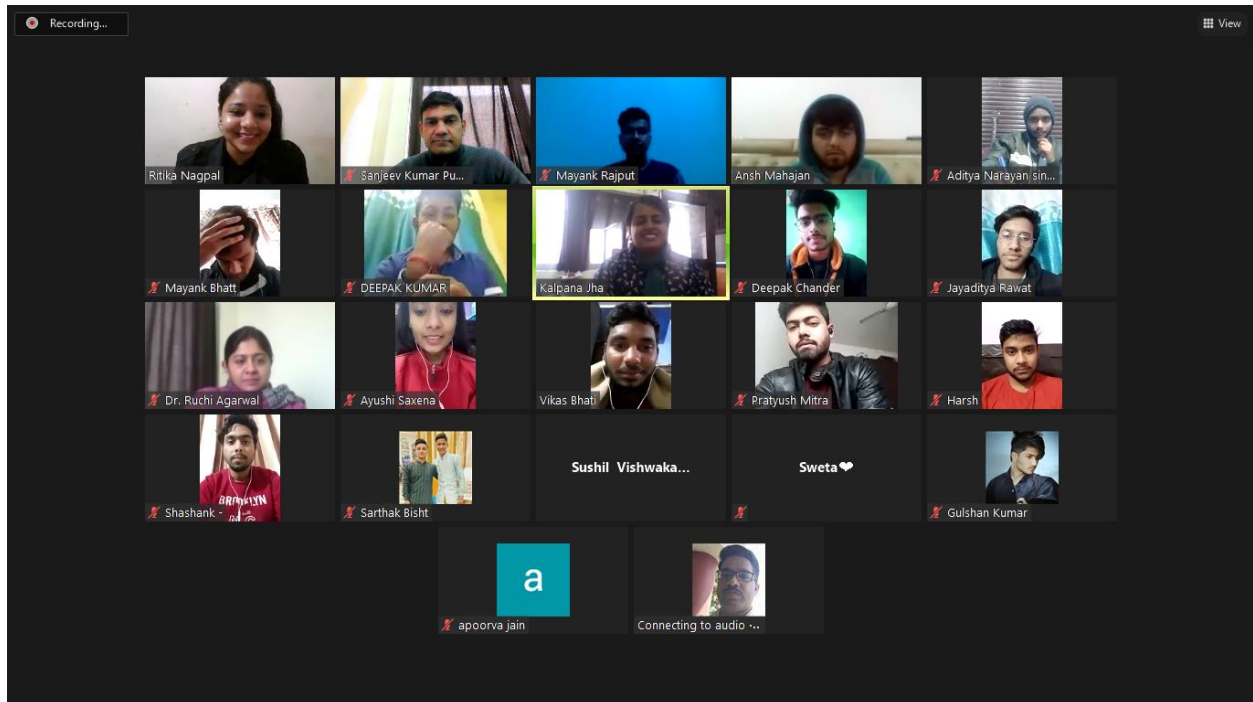 Recording...
View
Ritika Nagpal
Sanjeev Kumar Pu...
Mayank Rajput
Ansh Mahajan
Aditya Narayan sin...
Mayank Bhatt
DEEPAK KUMAR
Kalpana Jha
Deepak Chander
Jayaditya Rawat
Dr. Ruchi Agarwal
Ayushi Saxena
Vikas Bhati
Pratyush Mitra
Harsh
BROOKLYN
Shashank -
Sarthak Bisht
Sushil Vishwaka...
Sweta❤
Gulshan Kumar
a
apoorva jain
Connecting to audio ·..